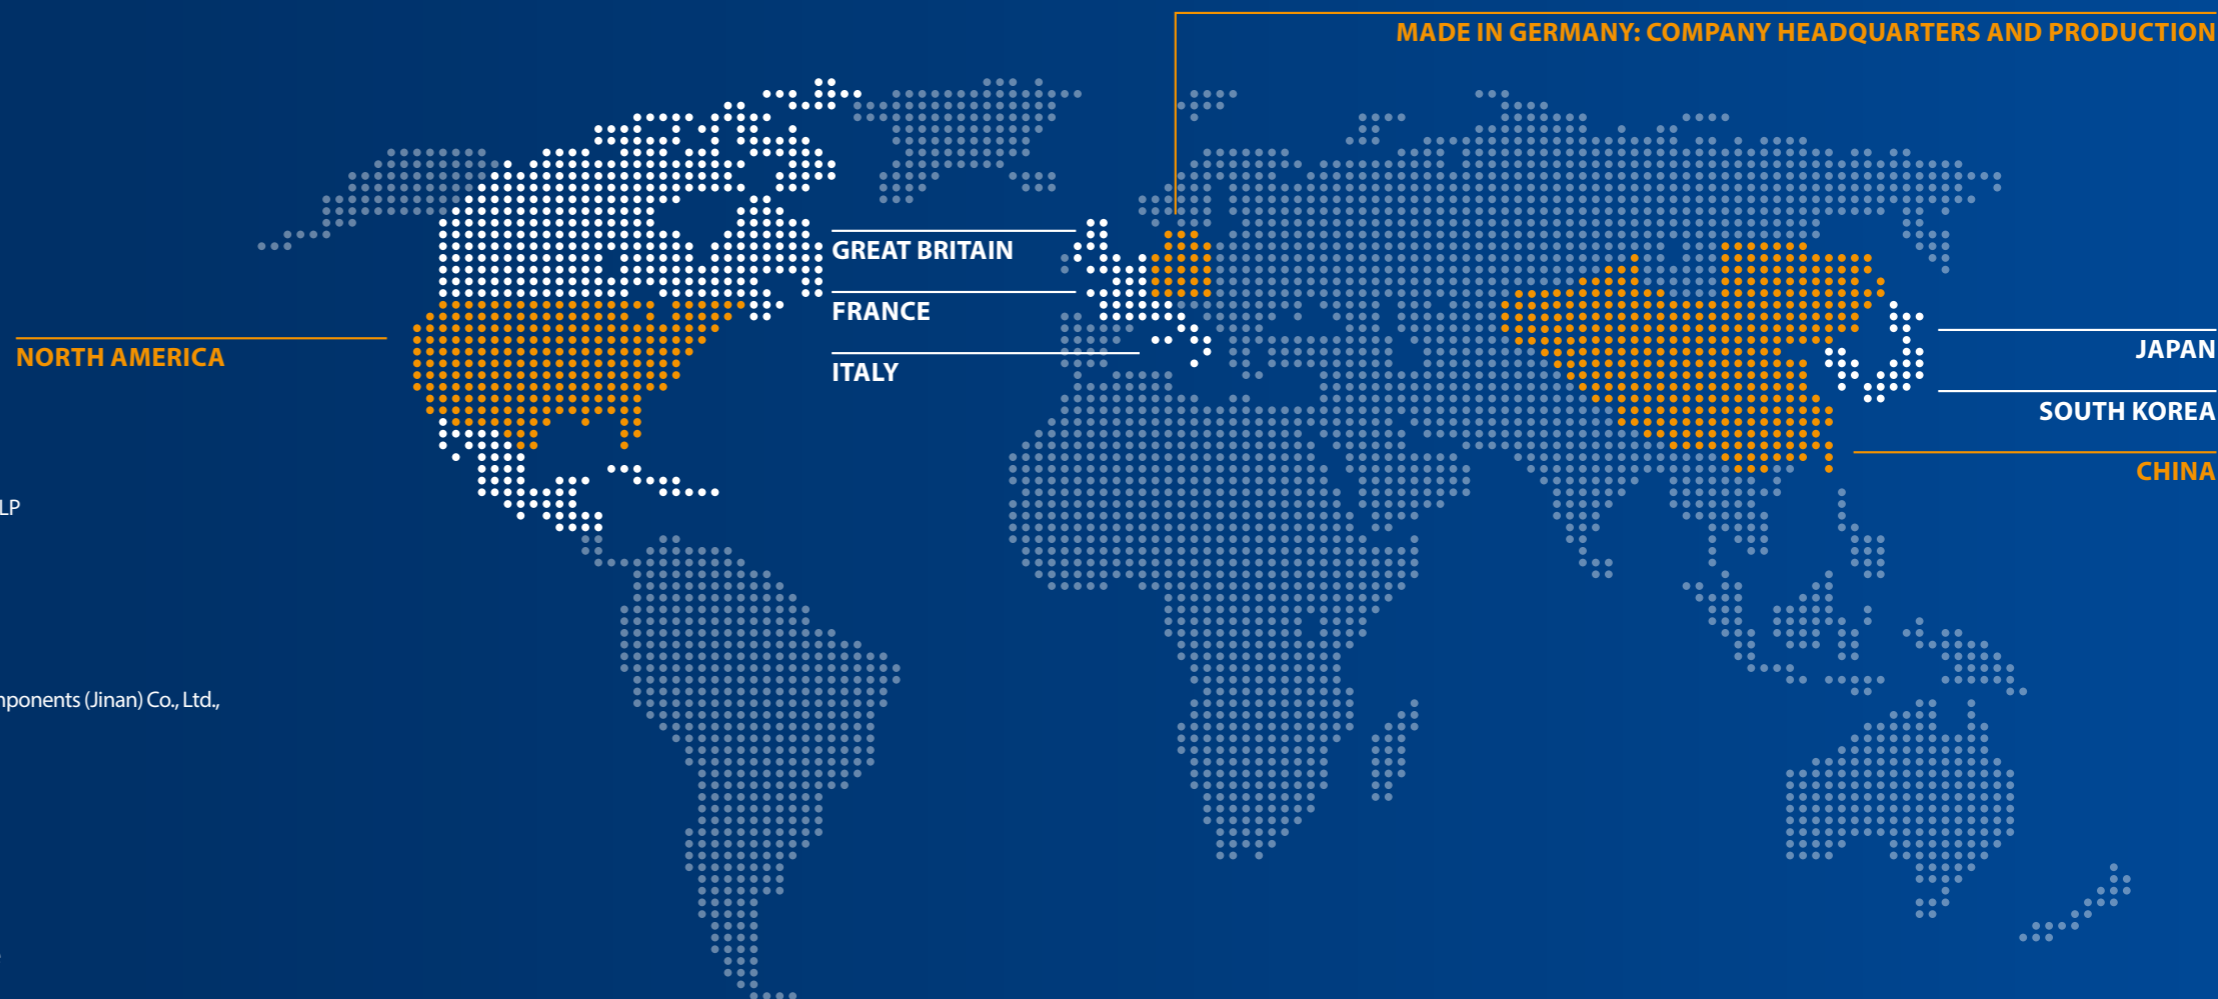 MADE IN GERMANY: COMPANY HEADQUARTERS AND PRODUCTION
GREAT BRITAIN
FRANCE
ITALY
NORTH AMERICA
JAPAN
SOUTH KOREA
CHINA
LP
(Jinan) Co., Ltd.,